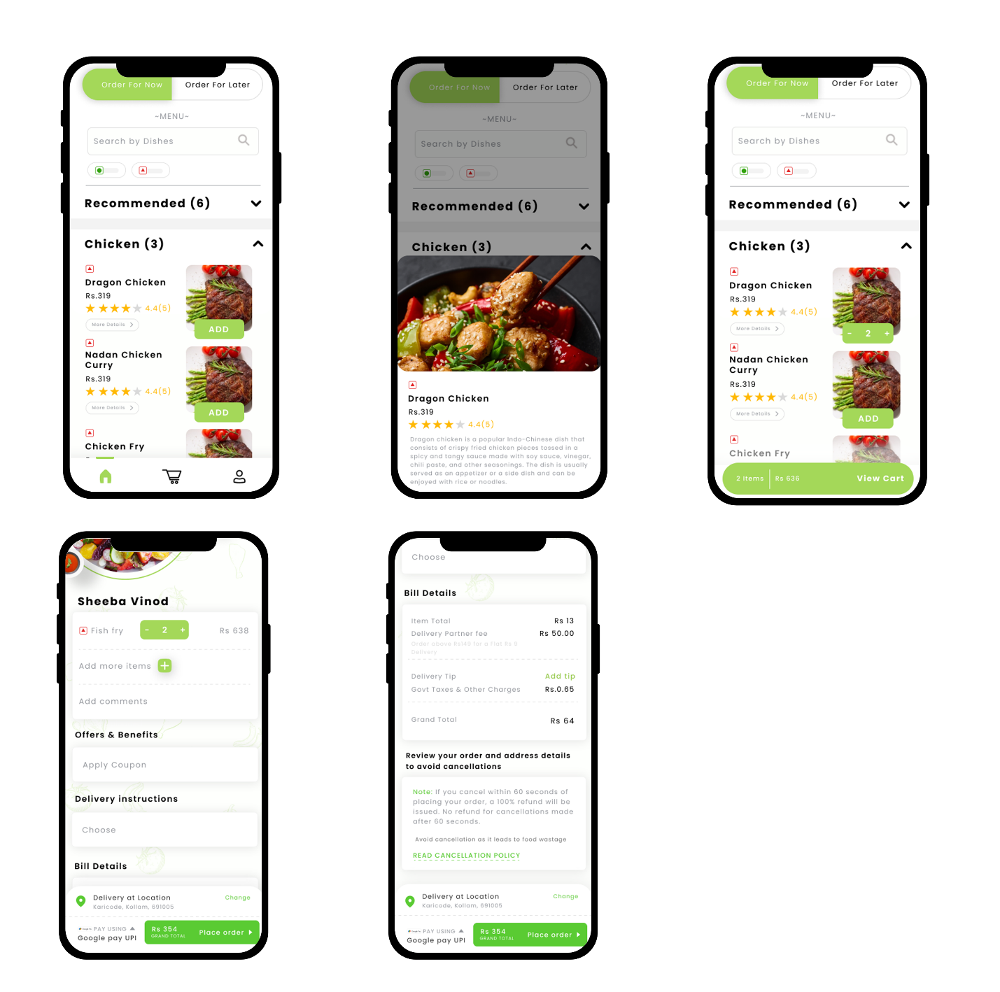 Order For Now
Order For Later
~MENU~
Search by Dishes
Recommended (6)
Chicken (3)
Dragon Chicken
Rs.319
4.4(5)
More Details
ADD
Nadan Chicken
Curry
Rs.319
4.4(5)
More Details
ADD
Chicken Fry
Order For Now
Order For Later
~MENU~
Search by Dishes
Recommended (6)
Chicken (3)
Dragon Chicken
Rs.319
4.4(5)
Dragon chicken is a popular Indo-Chinese dish that
consists of crispy fried chicken pieces tossed in a
spicy and tangy sauce made with soy sauce, vinegar,
chili paste, and other seasonings. The dish is usually
served as an appetizer or a side dish and can be
enjoyed with rice or noodles.
Order For Now
Order For Later
~MENU~
Search by Dishes
Recommended (6)
Chicken (3)
Dragon Chicken
Rs.319
4.4(5)
More Details
- 2 +
Nadan Chicken
Curry
Rs.319
4.4(5)
More Details
ADD
Chicken Fry
2 Items
Rs 636
View Cart
Sheeba Vinod
Fish fry
- 2 +
Rs 638
Add more items
Add comments
Offers & Benefits
Apply Coupon
Delivery instructions
Choose
Bill Details
Delivery at Location
Change
Karicode, Kollam, 691005
PAY USING
Google pay UPI
Rs 354
GRAND TOTAL
Place order
Choose
Bill Details
Item Total
Rs 13
Delivery Partner fee
Rs 50.00
Order above Rs149 for a Flat Rs 9
Delivery
Delivery Tip
Add tip
Govt Taxes & Other Charges
Rs.0.65
Grand Total
Rs 64
Review your order and address details
to avoid cancellations
Note: If you cancel within 60 seconds of
placing your order, a 100% refund will be
issued. No refund for cancellations made
after 60 seconds.
Avoid cancellation as it leads to food wastage
READ CANCELLATION POLICY
Delivery at Location
Change
Karicode, Kollam, 691005
PAY USING
Google pay UPI
Rs 354
GRAND TOTAL
Place order